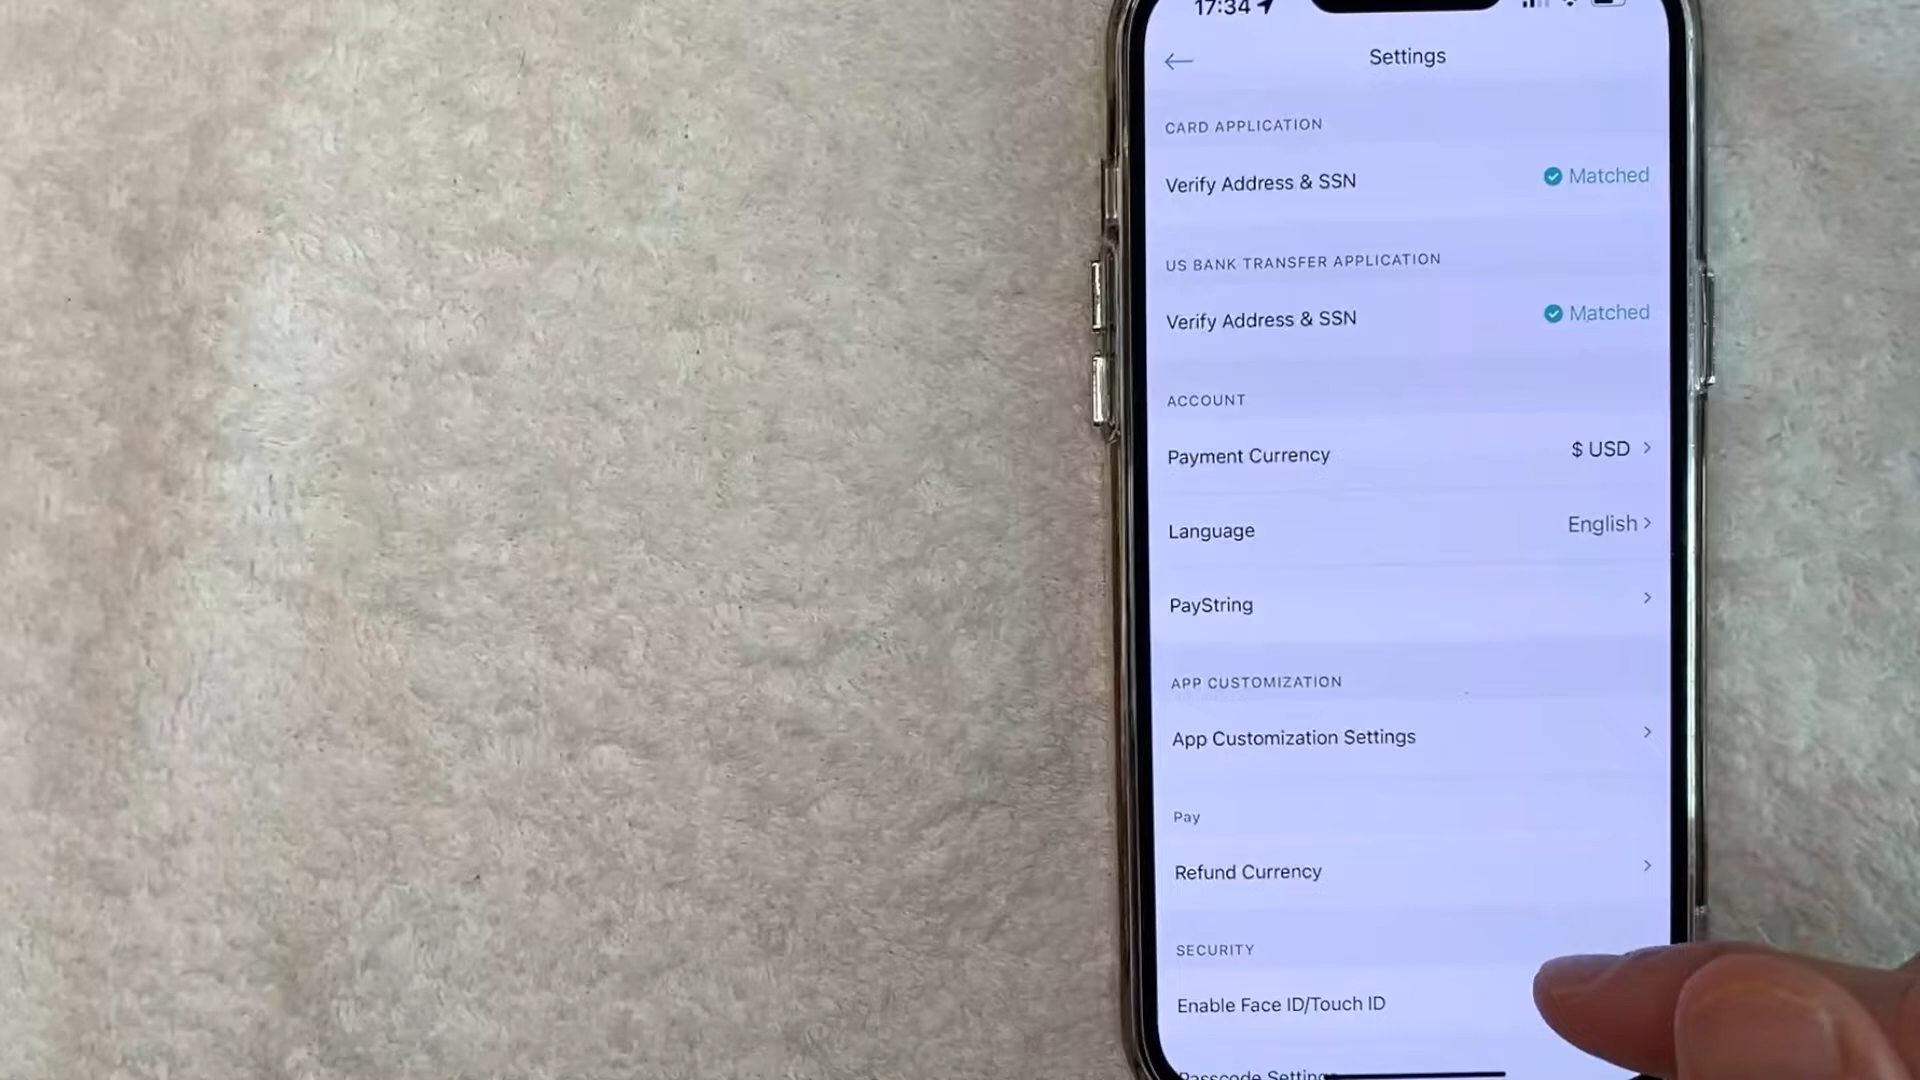 17:34
Settings
CARD APPLICATION
Verify Address & SSN
Matched
US BANK TRANSFER APPLICATION
Verify Address & SSN
Matched
ACCOUNT
Payment Currency
$ USD
Language
English
PayString
APP CUSTOMIZATION
App Customization Settings
Pay
Refund Currency
SECURITY
Enable Face ID/Touch ID
Passcode Settings